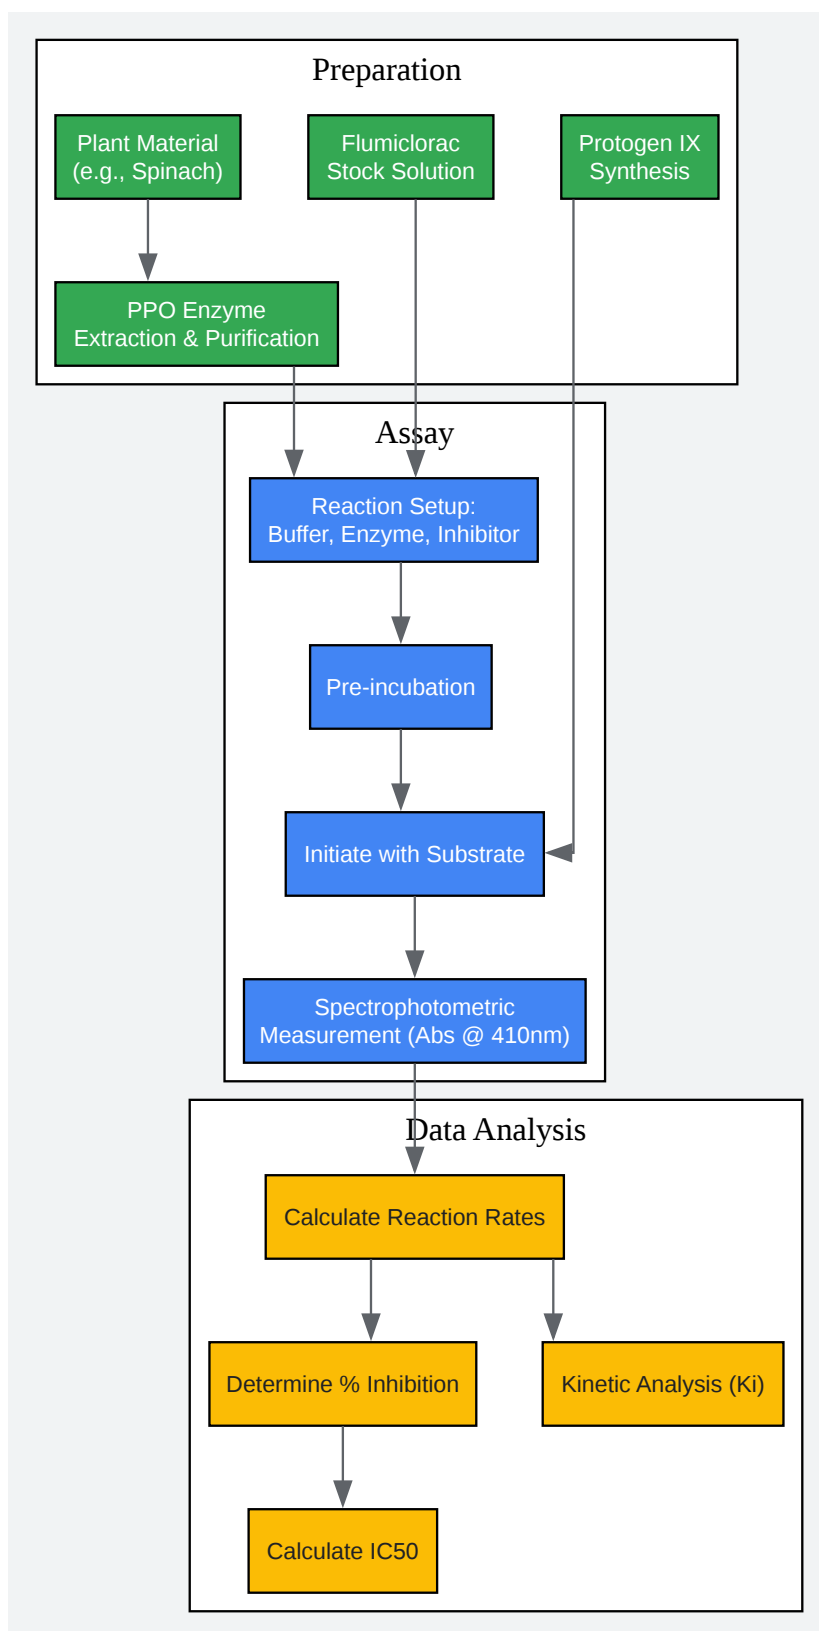 Preparation
Plant Material
(e.g., Spinach)
Flumiclorac
Stock Solution
Protogen IX
Synthesis
PPO Enzyme
Extraction & Purification
Assay
Reaction Setup:
Buffer, Enzyme, Inhibitor
Pre-incubation
Initiate with Substrate
Spectrophotometric
Measurement (Abs @ 410nm)
Data Analysis
Calculate Reaction Rates
Determine % Inhibition
Kinetic Analysis (Ki)
Calculate IC50